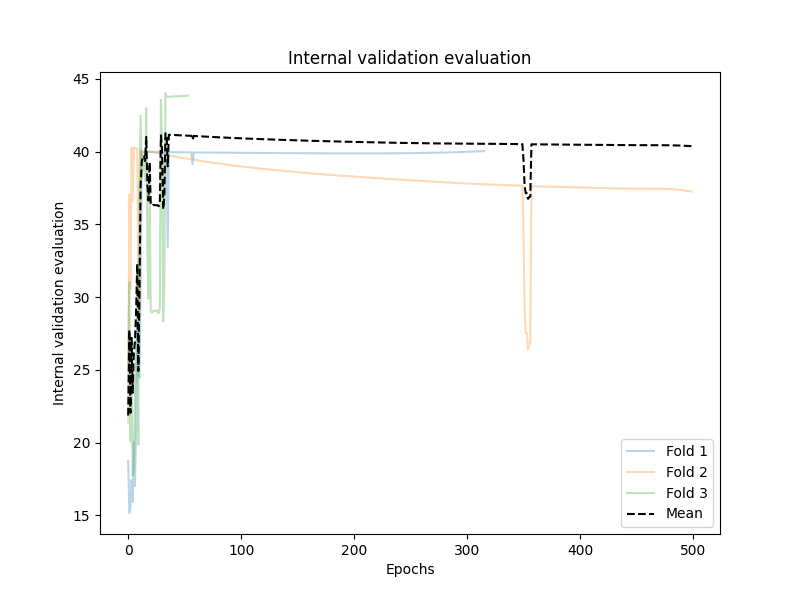 Internal validation evaluation
Internal validation evaluation
45
40
35
30
25
20
15
0 100 200 300 400 500
Epochs
Fold 1
Fold 2
Fold 3
Mean